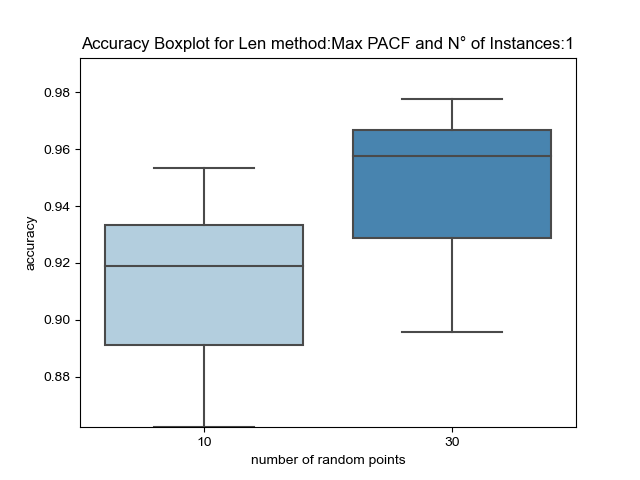 Accuracy Boxplot for Len method:Max PACF and N° of Instances:1
0.98
0.96
0.94
0.92
0.90
0.88
accuracy
10
30
number of random points